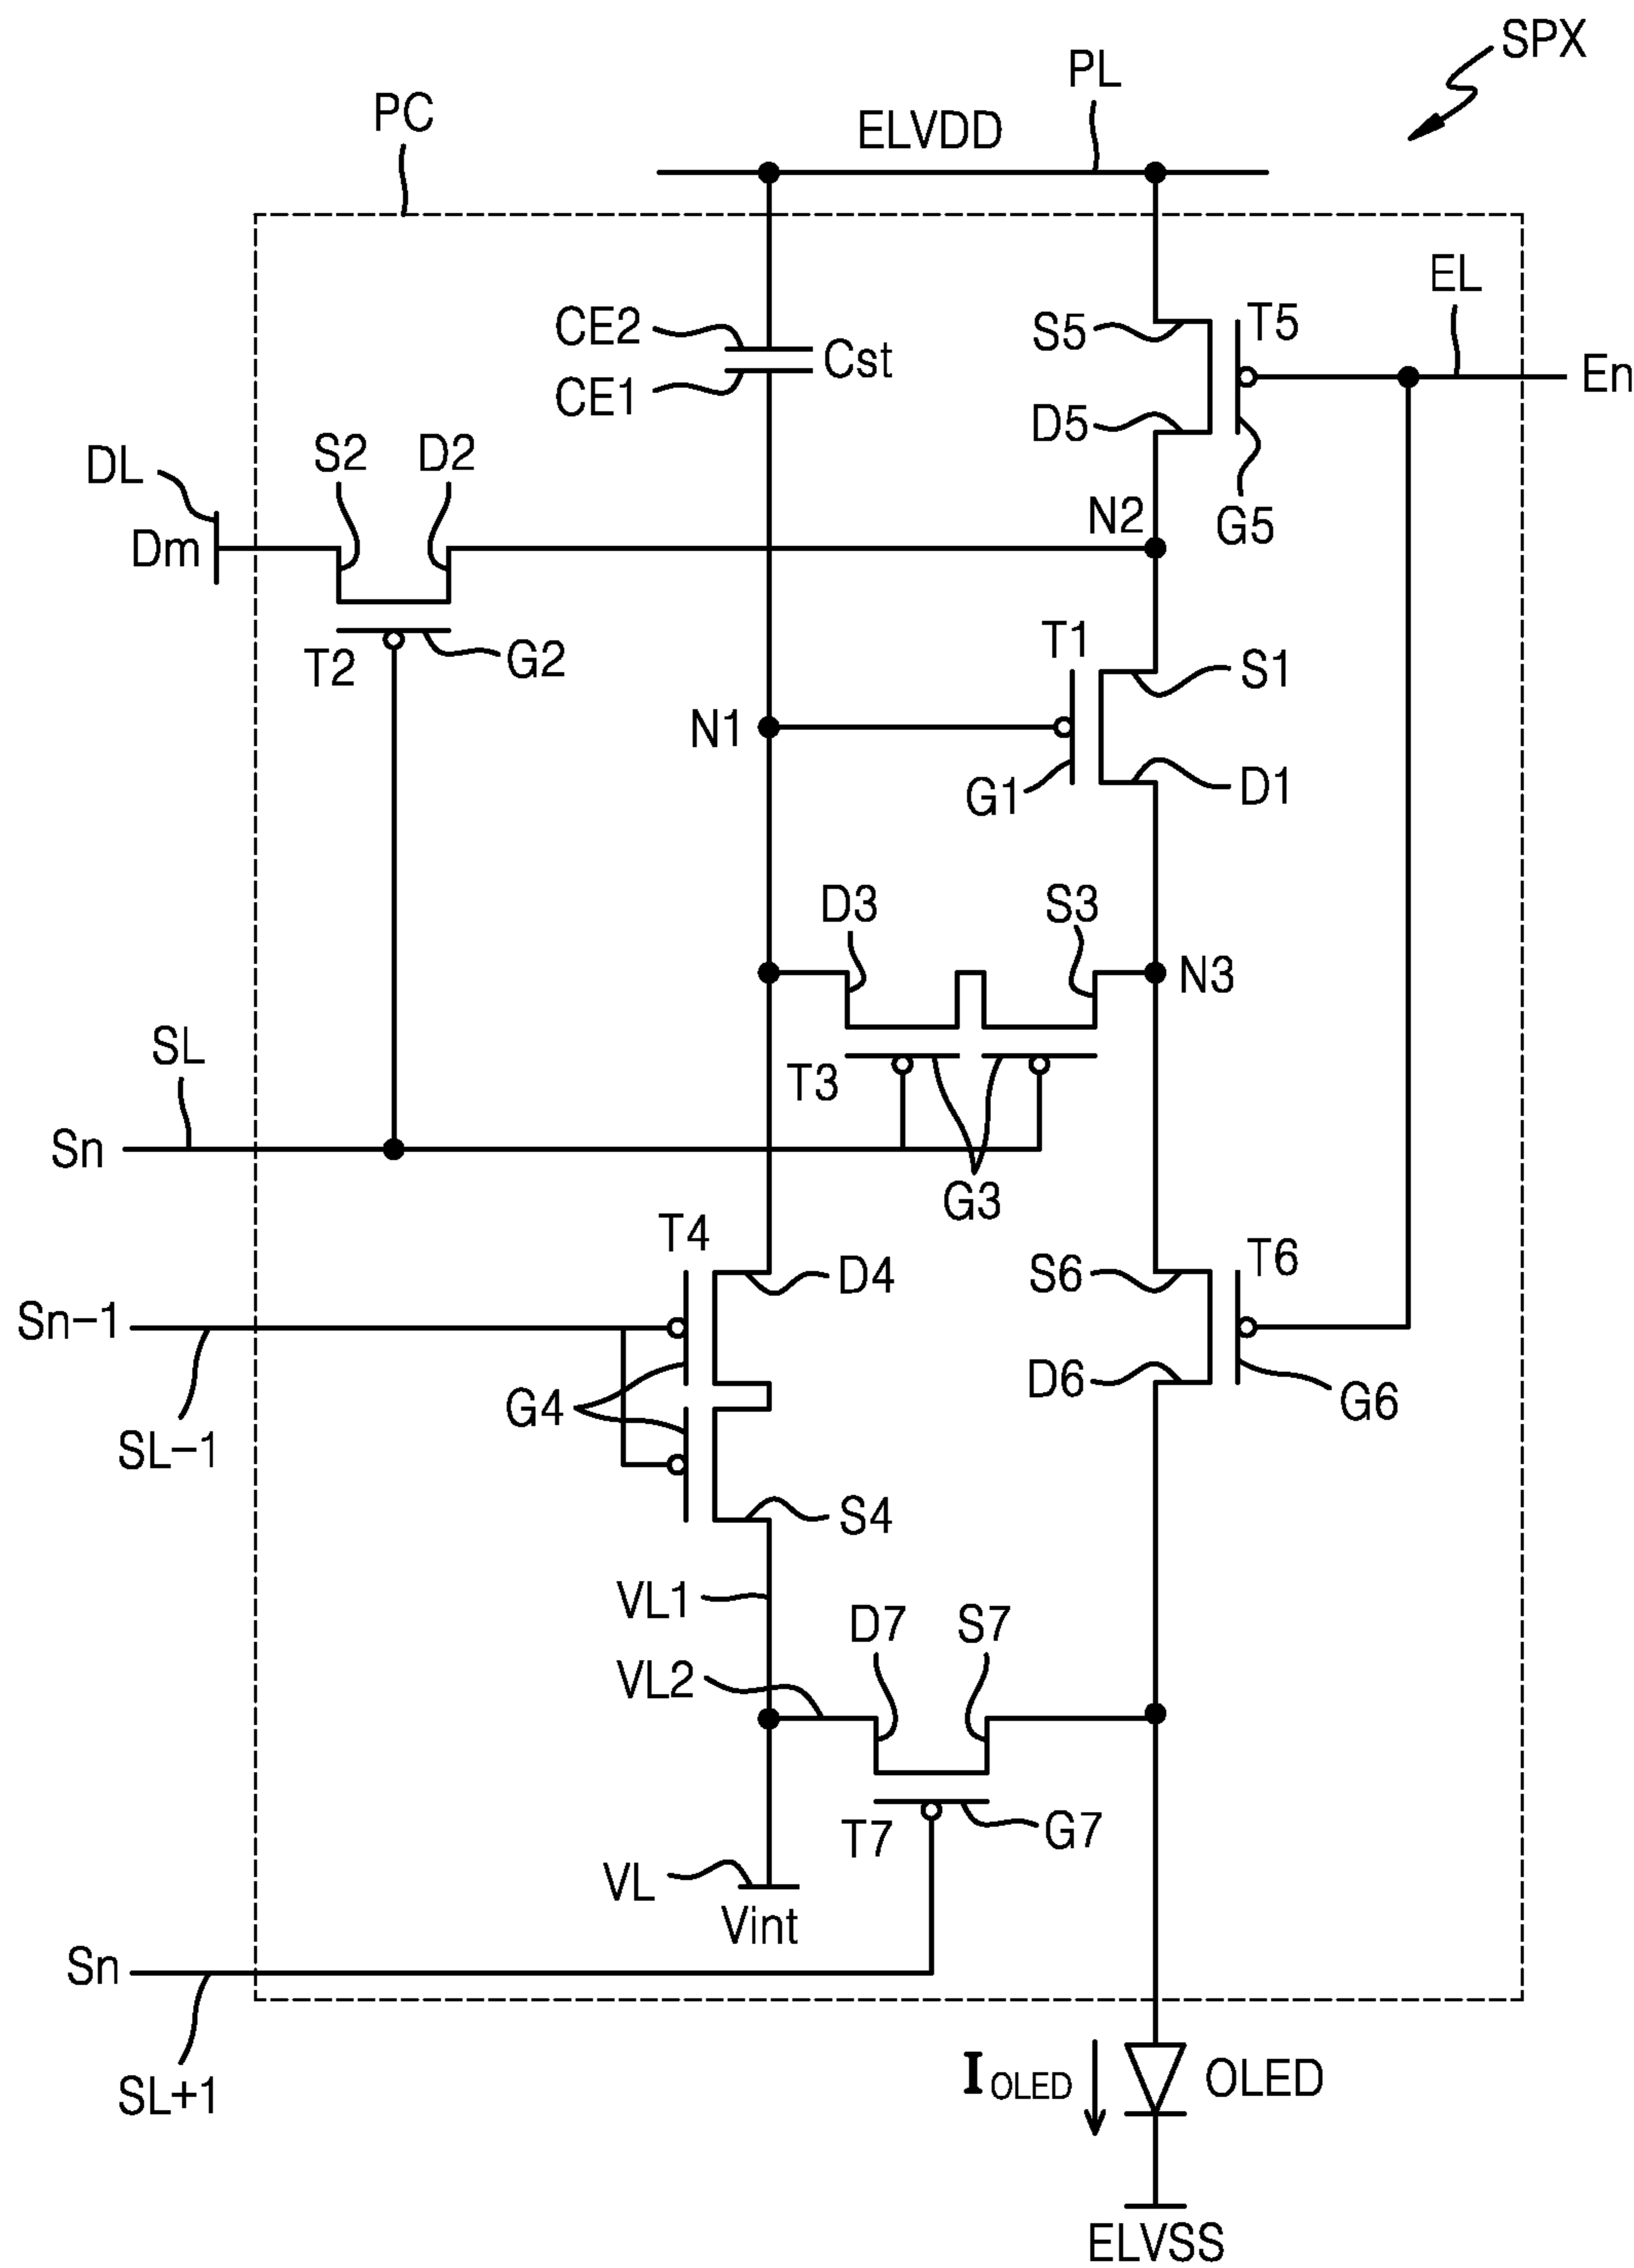 SPX
PL
PC
ELVDD
EL
CE2
S5
T5
Cst
En
CE1
D5
S2
D2
DL
N2
G5
Dm
T1
G2
T2
S1
N1
G1
D1
D3
S3
N3
SL
T3
Sn
G3
T4
D4
S6
T6
Sn-1
D6
G4
G6
SL-1
S4
VL1
D7
S7
VL2
G7
T7
VL
Vint
Sn
SL+1
IOLED
OLED
ELVSS